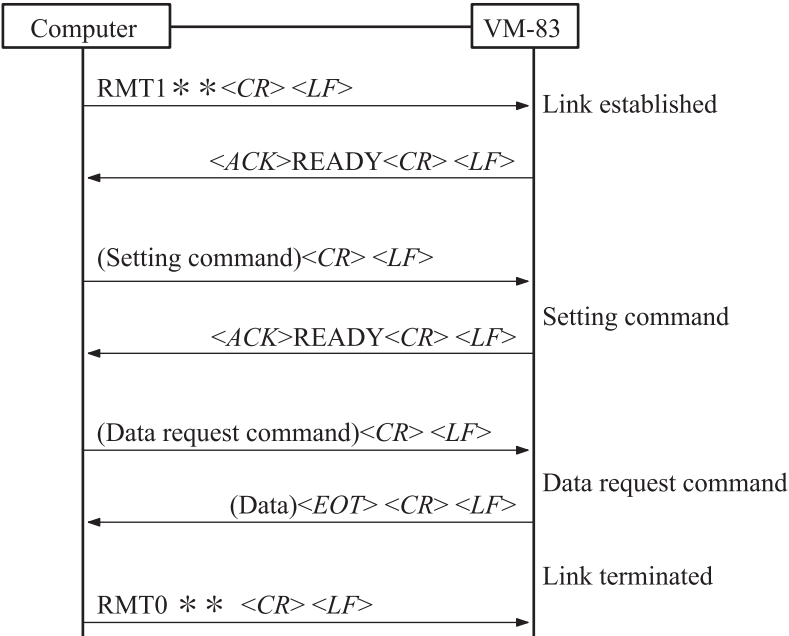 Computer
VM-83
RMT1 ＊ ＊ <CR> <LF>
Link established
<ACK>READY<CR> <LF>
(Setting command)<CR> <LF>
Setting command
<ACK>READY<CR> <LF>
(Data request command)<CR> <LF>
Data request command
(Data)<EOT> <CR> <LF>
Link terminated
RMT0 ＊ ＊ <CR> <LF>